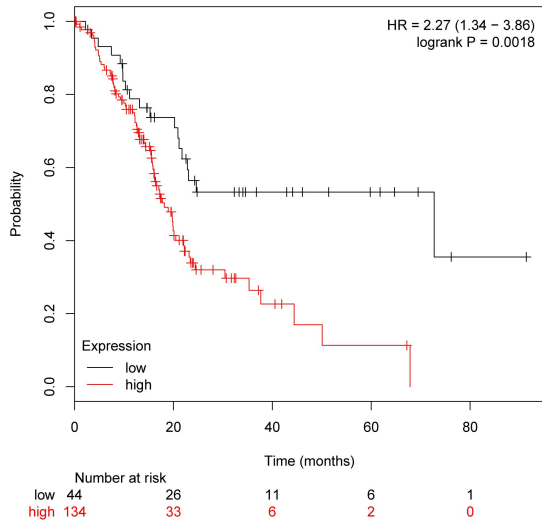 HR = 2.27 (1.34 − 3.86)
logrank P = 0.0018
1.0
0.8
0.6
0.4
0.2
0.0
Probability
Expression
low
high
0 20 40 60 80
Time (months)
Number at risk
low 44 26 11 6 1
high 134 33 6 2 0